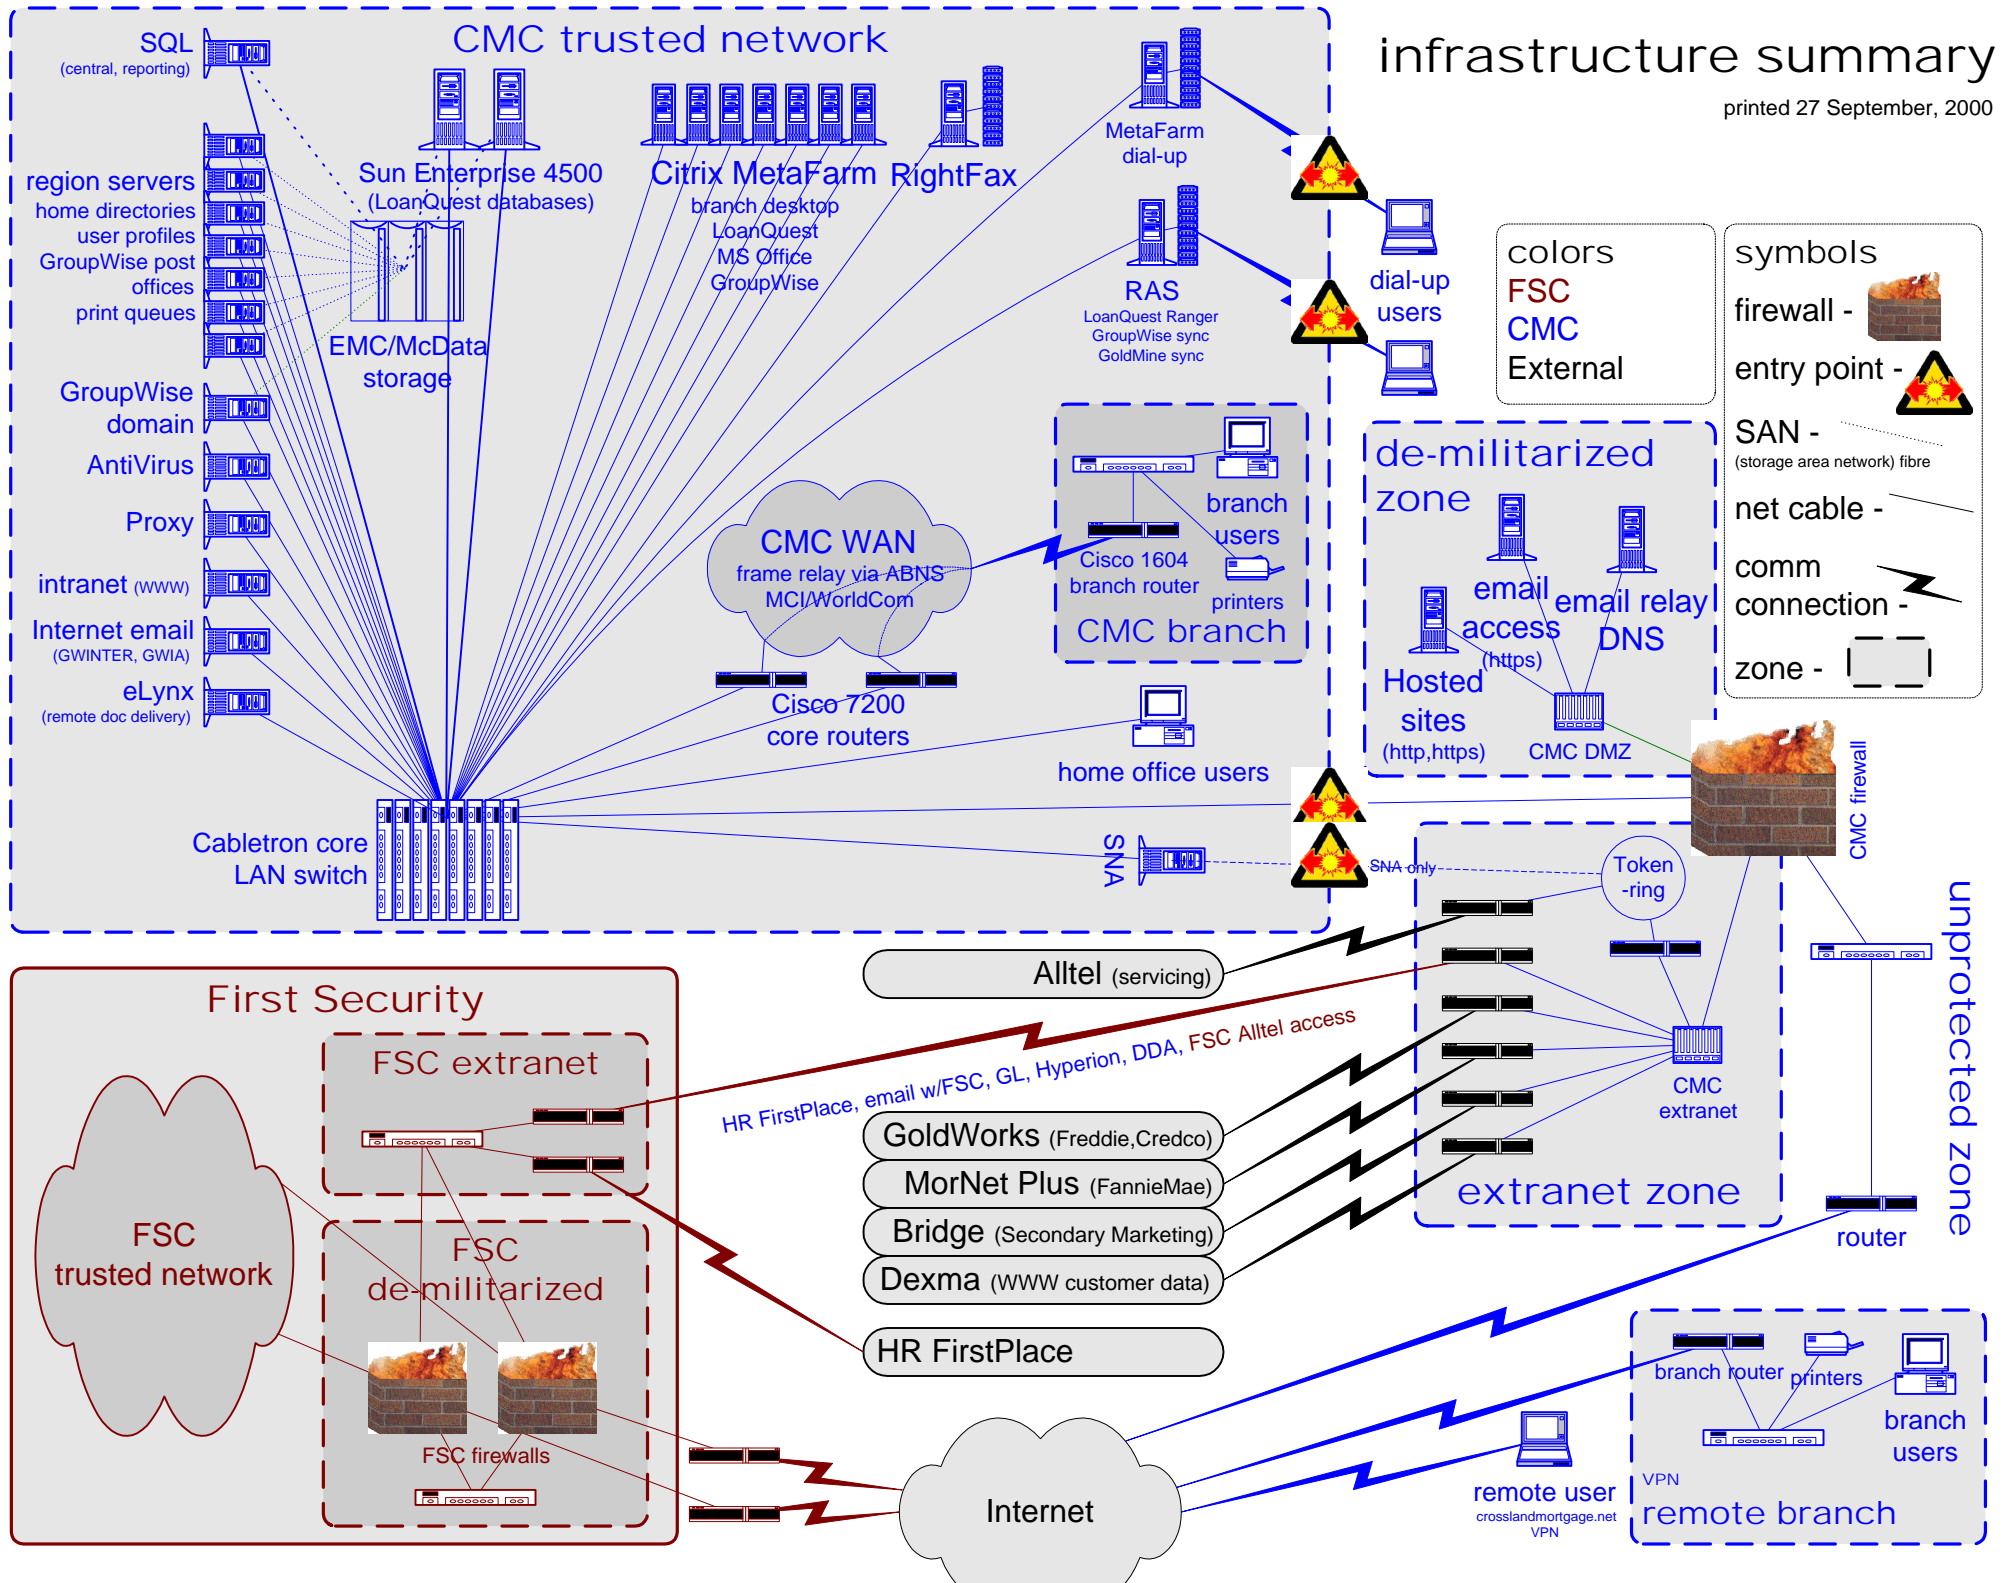 CMC trusted network
infrastructure summary
printed 27 September, 2000
SQL
(central, reporting)
region servers
home directories
user profiles
GroupWise post
offices
print queues
GroupWise
domain
AntiVirus
Proxy
intranet (WWW)
Internet email
(GWINTER, GWIA)
eLynx
(remote doc delivery)
Sun Enterprise 4500
(LoanQuest databases)
EMC/McData
storage
Citrix MetaFarm
branch desktop
LoanQuest
MS Office
GroupWise
RightFax
MetaFarm
dial-up
RAS
LoanQuest Ranger
GroupWise sync
GoldMine sync
dial-up
users
colors
FSC
CMC
External
symbols
firewall -
entry point -
SAN -
(storage area network) fibre
net cable -
comm
connection -
zone -
CMC WAN
frame relay via ABNS
MCI/WorldCom
Cisco 7200
core routers
branch
users
Cisco 1604
branch router
printers
CMC branch
home office users
de-militarized
zone
email
access
(https)
email relay
DNS
Hosted
sites
(http,https)
CMC DMZ
CMC firewall
Cabletron core
LAN switch
SNA
SNA only
Token
-ring
CMC
extranet
extranet zone
unprotected zone
router
Alltel (servicing)
HR FirstPlace, email w/FSC, GL, Hyperion, DDA, FSC Alltel access
GoldWorks (Freddie,Credco)
MorNet Plus (FannieMae)
Bridge (Secondary Marketing)
Dexma (WWW customer data)
HR FirstPlace
First Security
FSC extranet
FSC
trusted network
FSC
de-militarized
FSC firewalls
Internet
remote user
crosslandmortgage.net
VPN
branch router
printers
branch
users
VPN
remote branch